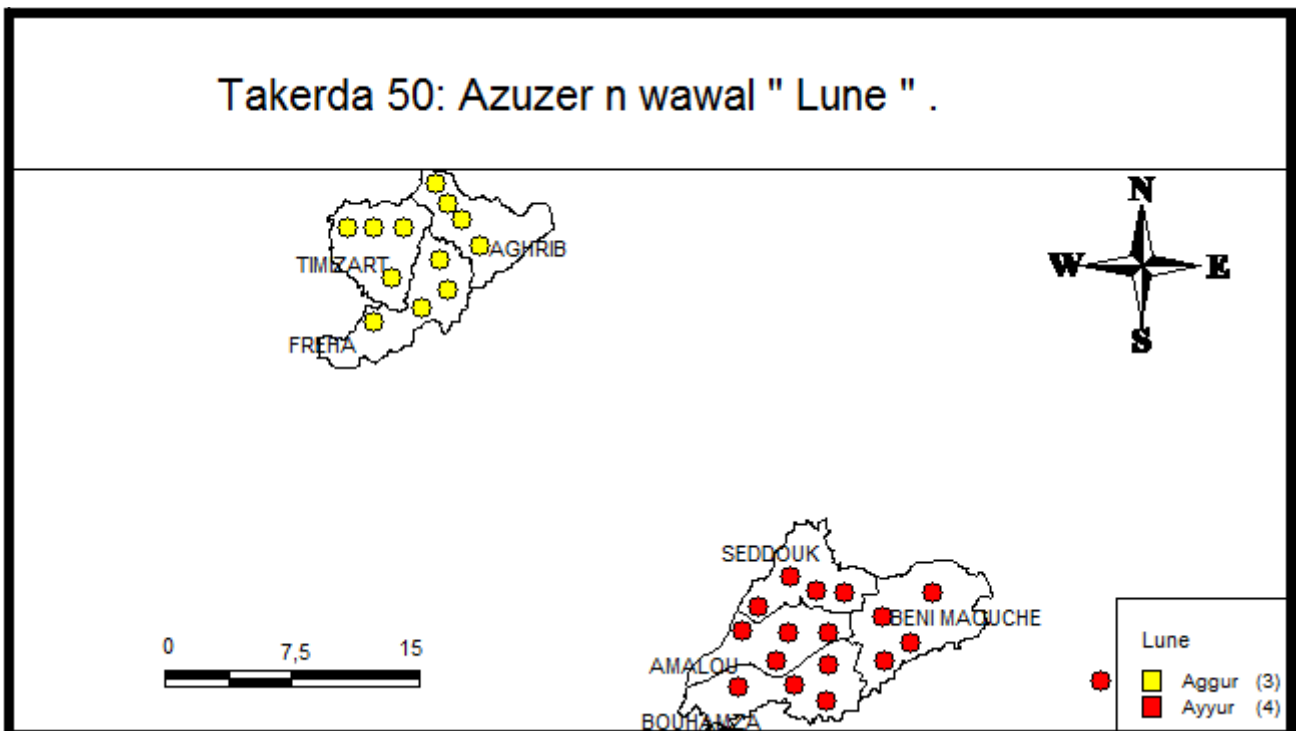 Takerda 50: Azuzer n wawal " Lune " .
N
W E
S
AGHRIB
TIMIZART
FREHA
SEDDOUK
BENI MAOUCHE
AMALOU
BOUHAMZA
0 7,5 15
Lune
Aggur (3)
Ayyur (4)